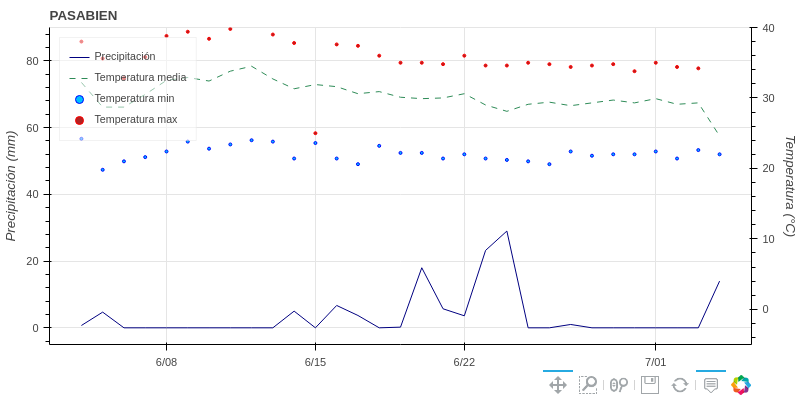 PASABIEN
Precipitación
Temperatura media
Temperatura min
Temperatura max
80
60
40
20
0
Precipitación (mm)
40
30
20
10
0
Temperatura (°C)
6/08
6/15
6/22
7/01